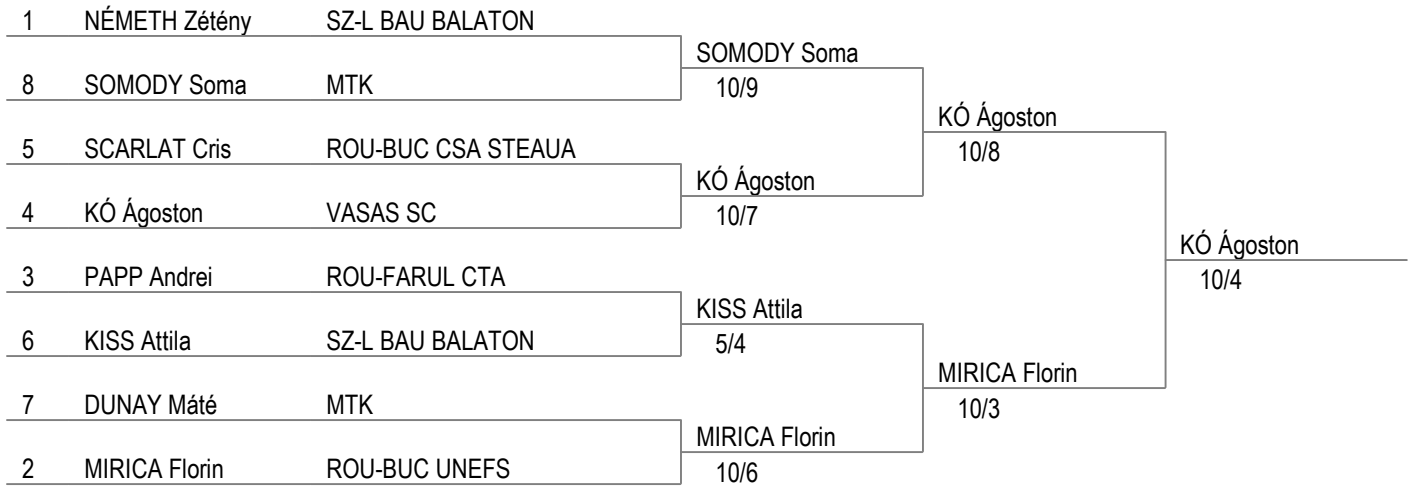 1 NÉMETH Zétény SZ-L BAU BALATON
SOMODY Soma
8 SOMODY Soma MTK
10/9
KÓ Ágoston
5 SCARLAT Cris ROU-BUC CSA STEAUA
10/8
KÓ Ágoston
4 KÓ Ágoston VASAS SC
10/7
KÓ Ágoston
3 PAPP Andrei ROU-FARUL CTA
10/4
KISS Attila
6 KISS Attila SZ-L BAU BALATON
5/4
MIRICA Florin
7 DUNAY Máté MTK
10/3
MIRICA Florin
2 MIRICA Florin ROU-BUC UNEFS
10/6